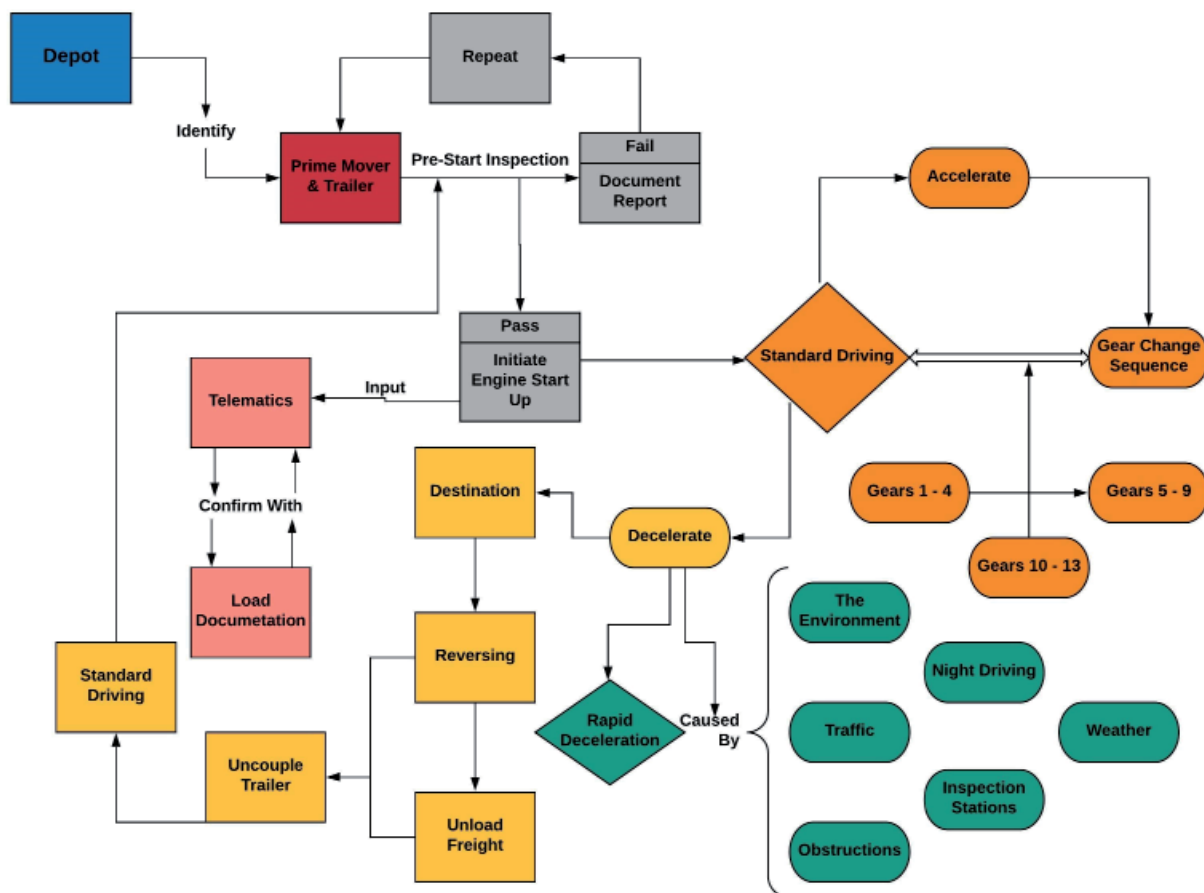 Depot
Repeat
Identify
Prime Mover
& Trailer
Pre-Start Inspection
Fail
Document
Report
Accelerate
Pass
Initiate
Engine Start
Up
Standard Driving
Gear Change
Sequence
Input
Telematics
Confirm With
Load
Documetation
Destination
Decelerate
Gears 1 - 4
Gears 5 - 9
Gears 10 - 13
The
Environment
Reversing
Night Driving
Standard
Driving
Rapid
Deceleration
Caused
By
Traffic
Weather
Uncouple
Trailer
Inspection
Stations
Unload
Freight
Obstructions